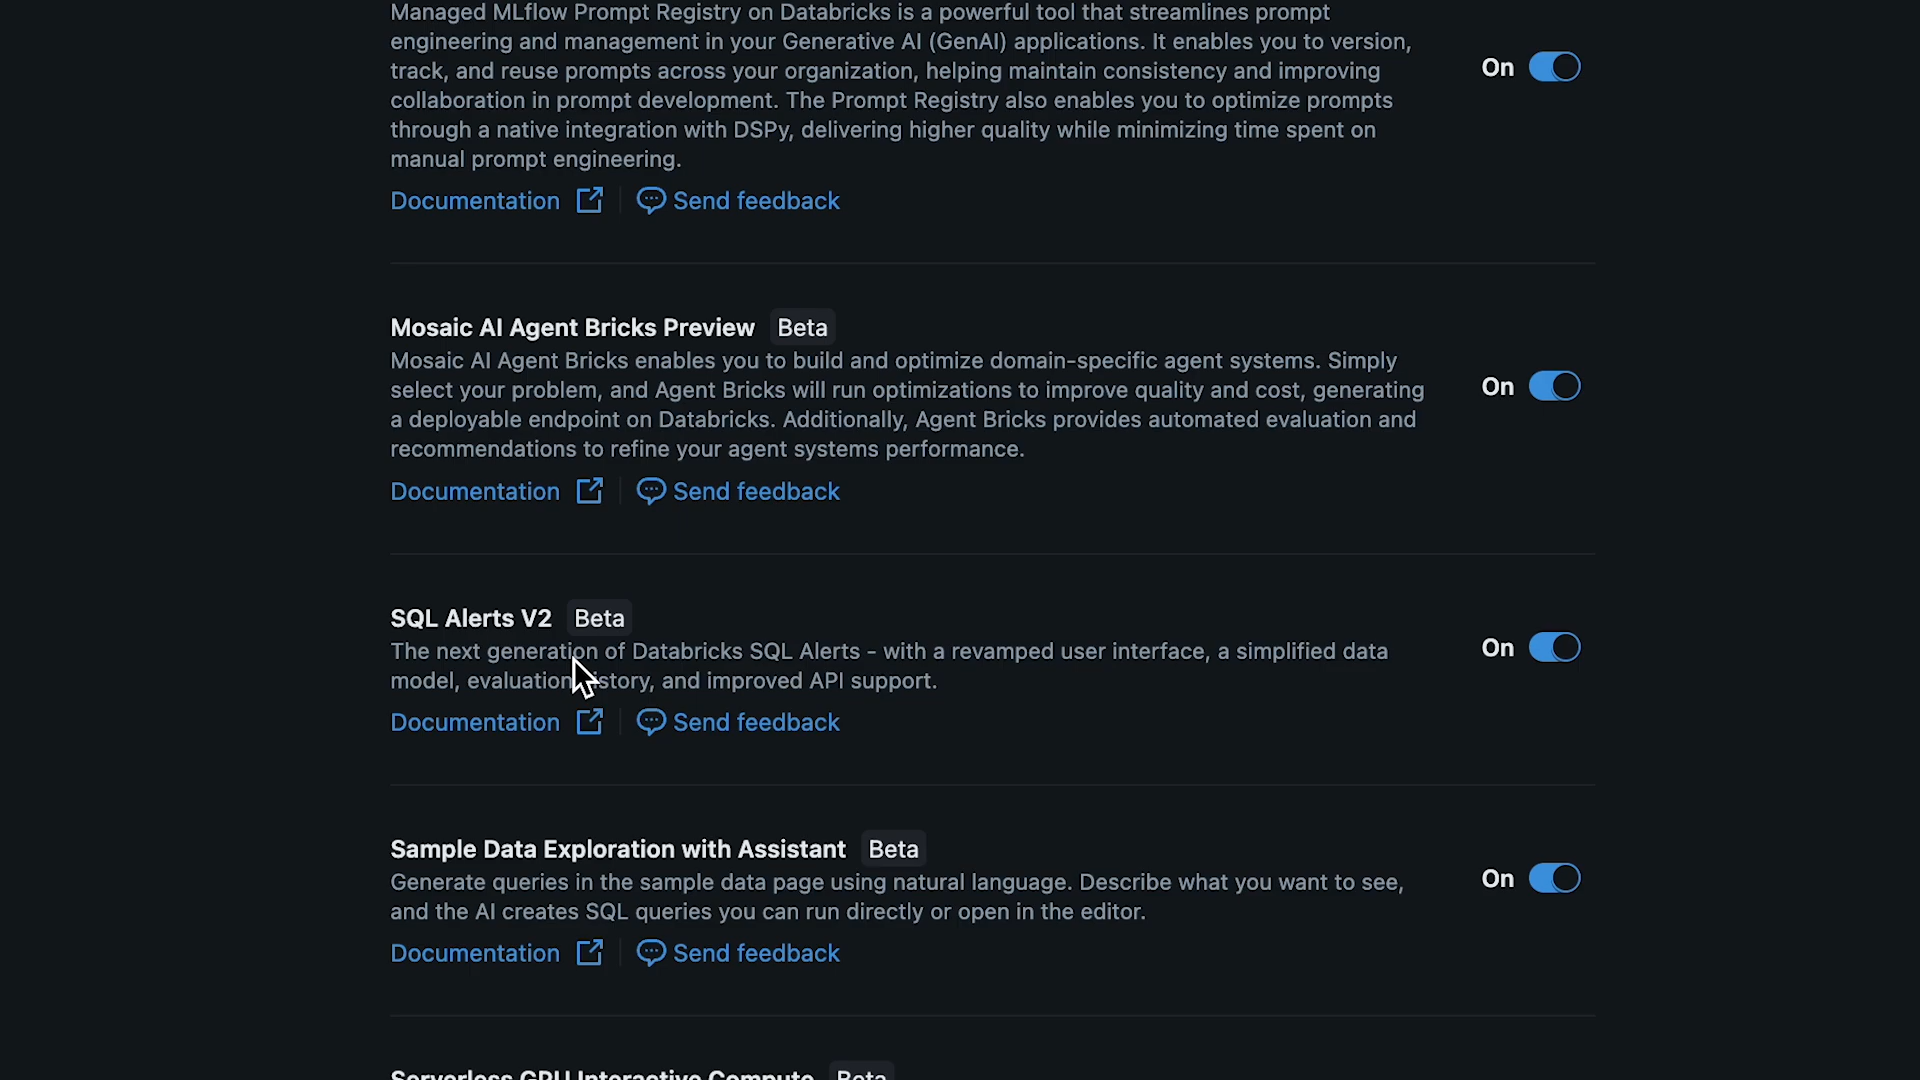 Managed MLflow Prompt Registry on Databricks is a powerful tool that streamlines prompt
engineering and management in your Generative AI (GenAI) applications. It enables you to version,
track, and reuse prompts across your organization, helping maintain consistency and improving
collaboration in prompt development. The Prompt Registry also enables you to optimize prompts
through a native integration with DSPy, delivering higher quality while minimizing time spent on
manual prompt engineering.
On
Documentation Send feedback
Mosaic AI Agent Bricks Preview Beta
Mosaic AI Agent Bricks enables you to build and optimize domain-specific agent systems. Simply
select your problem, and Agent Bricks will run optimizations to improve quality and cost, generating
a deployable endpoint on Databricks. Additionally, Agent Bricks provides automated evaluation and
recommendations to refine your agent systems performance.
On
Documentation Send feedback
SQL Alerts V2 Beta
The next generation of Databricks SQL Alerts - with a revamped user interface, a simplified data
model, evaluation history, and improved API support.
On
Documentation Send feedback
Sample Data Exploration with Assistant Beta
Generate queries in the sample data page using natural language. Describe what you want to see,
and the AI creates SQL queries you can run directly or open in the editor.
On
Documentation Send feedback
Serverless GPU Interactive Compute Beta